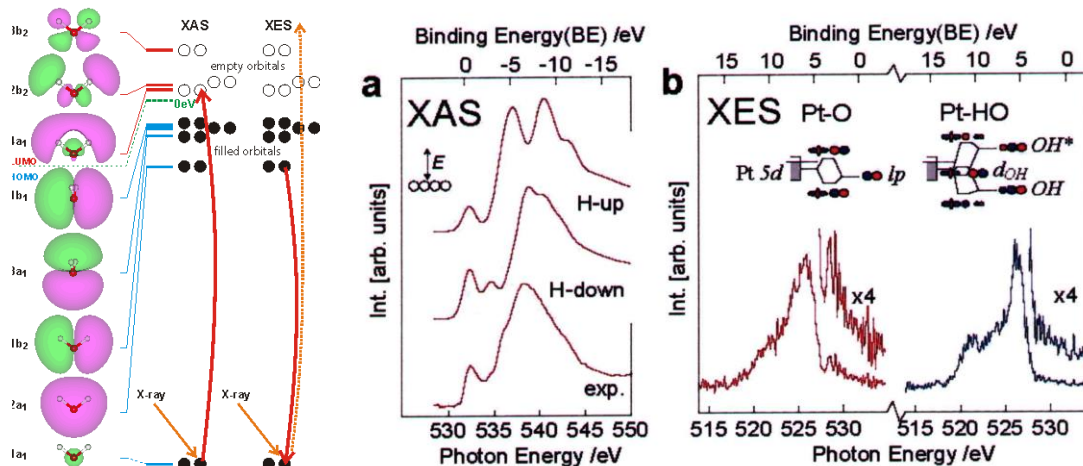 3b₂
2b₂
4a₁
LUMO
HOMO
1b₁
3a₁
1b₂
2a₁
1a₁
XAS
XES
empty orbitals
0eV
filled orbitals
X-ray
X-ray
Binding Energy(BE) /eV
0 -5 -10 -15
a
XAS
E
H-up
H-down
exp.
Int. [arb. units]
530 535 540 545 550
Photon Energy /eV
Binding Energy (BE) /eV
15 10 5 0
15 10 5 0
b
XES
Pt-O
Pt-HO
Pt 5d
lp
OH*
d_OH
OH
x4
x4
Int. [arb. units]
515 520 525 530
515 520 525 530
Photon Energy /eV